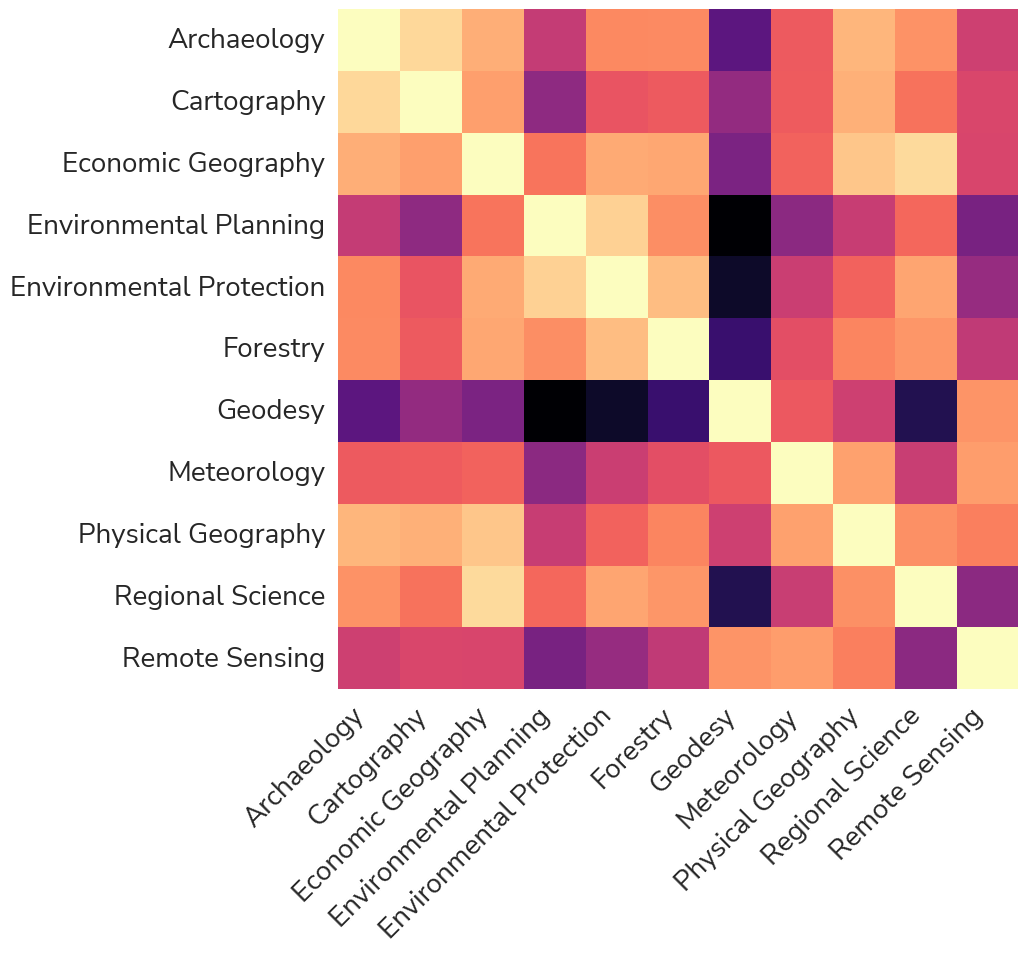 Archaeology
Cartography
Economic Geography
Environmental Planning
Environmental Protection
Forestry
Geodesy
Meteorology
Physical Geography
Regional Science
Remote Sensing
Archaeology
Cartography
Economic Geography
Environmental Planning
Environmental Protection
Forestry
Geodesy
Meteorology
Physical Geography
Regional Science
Remote Sensing